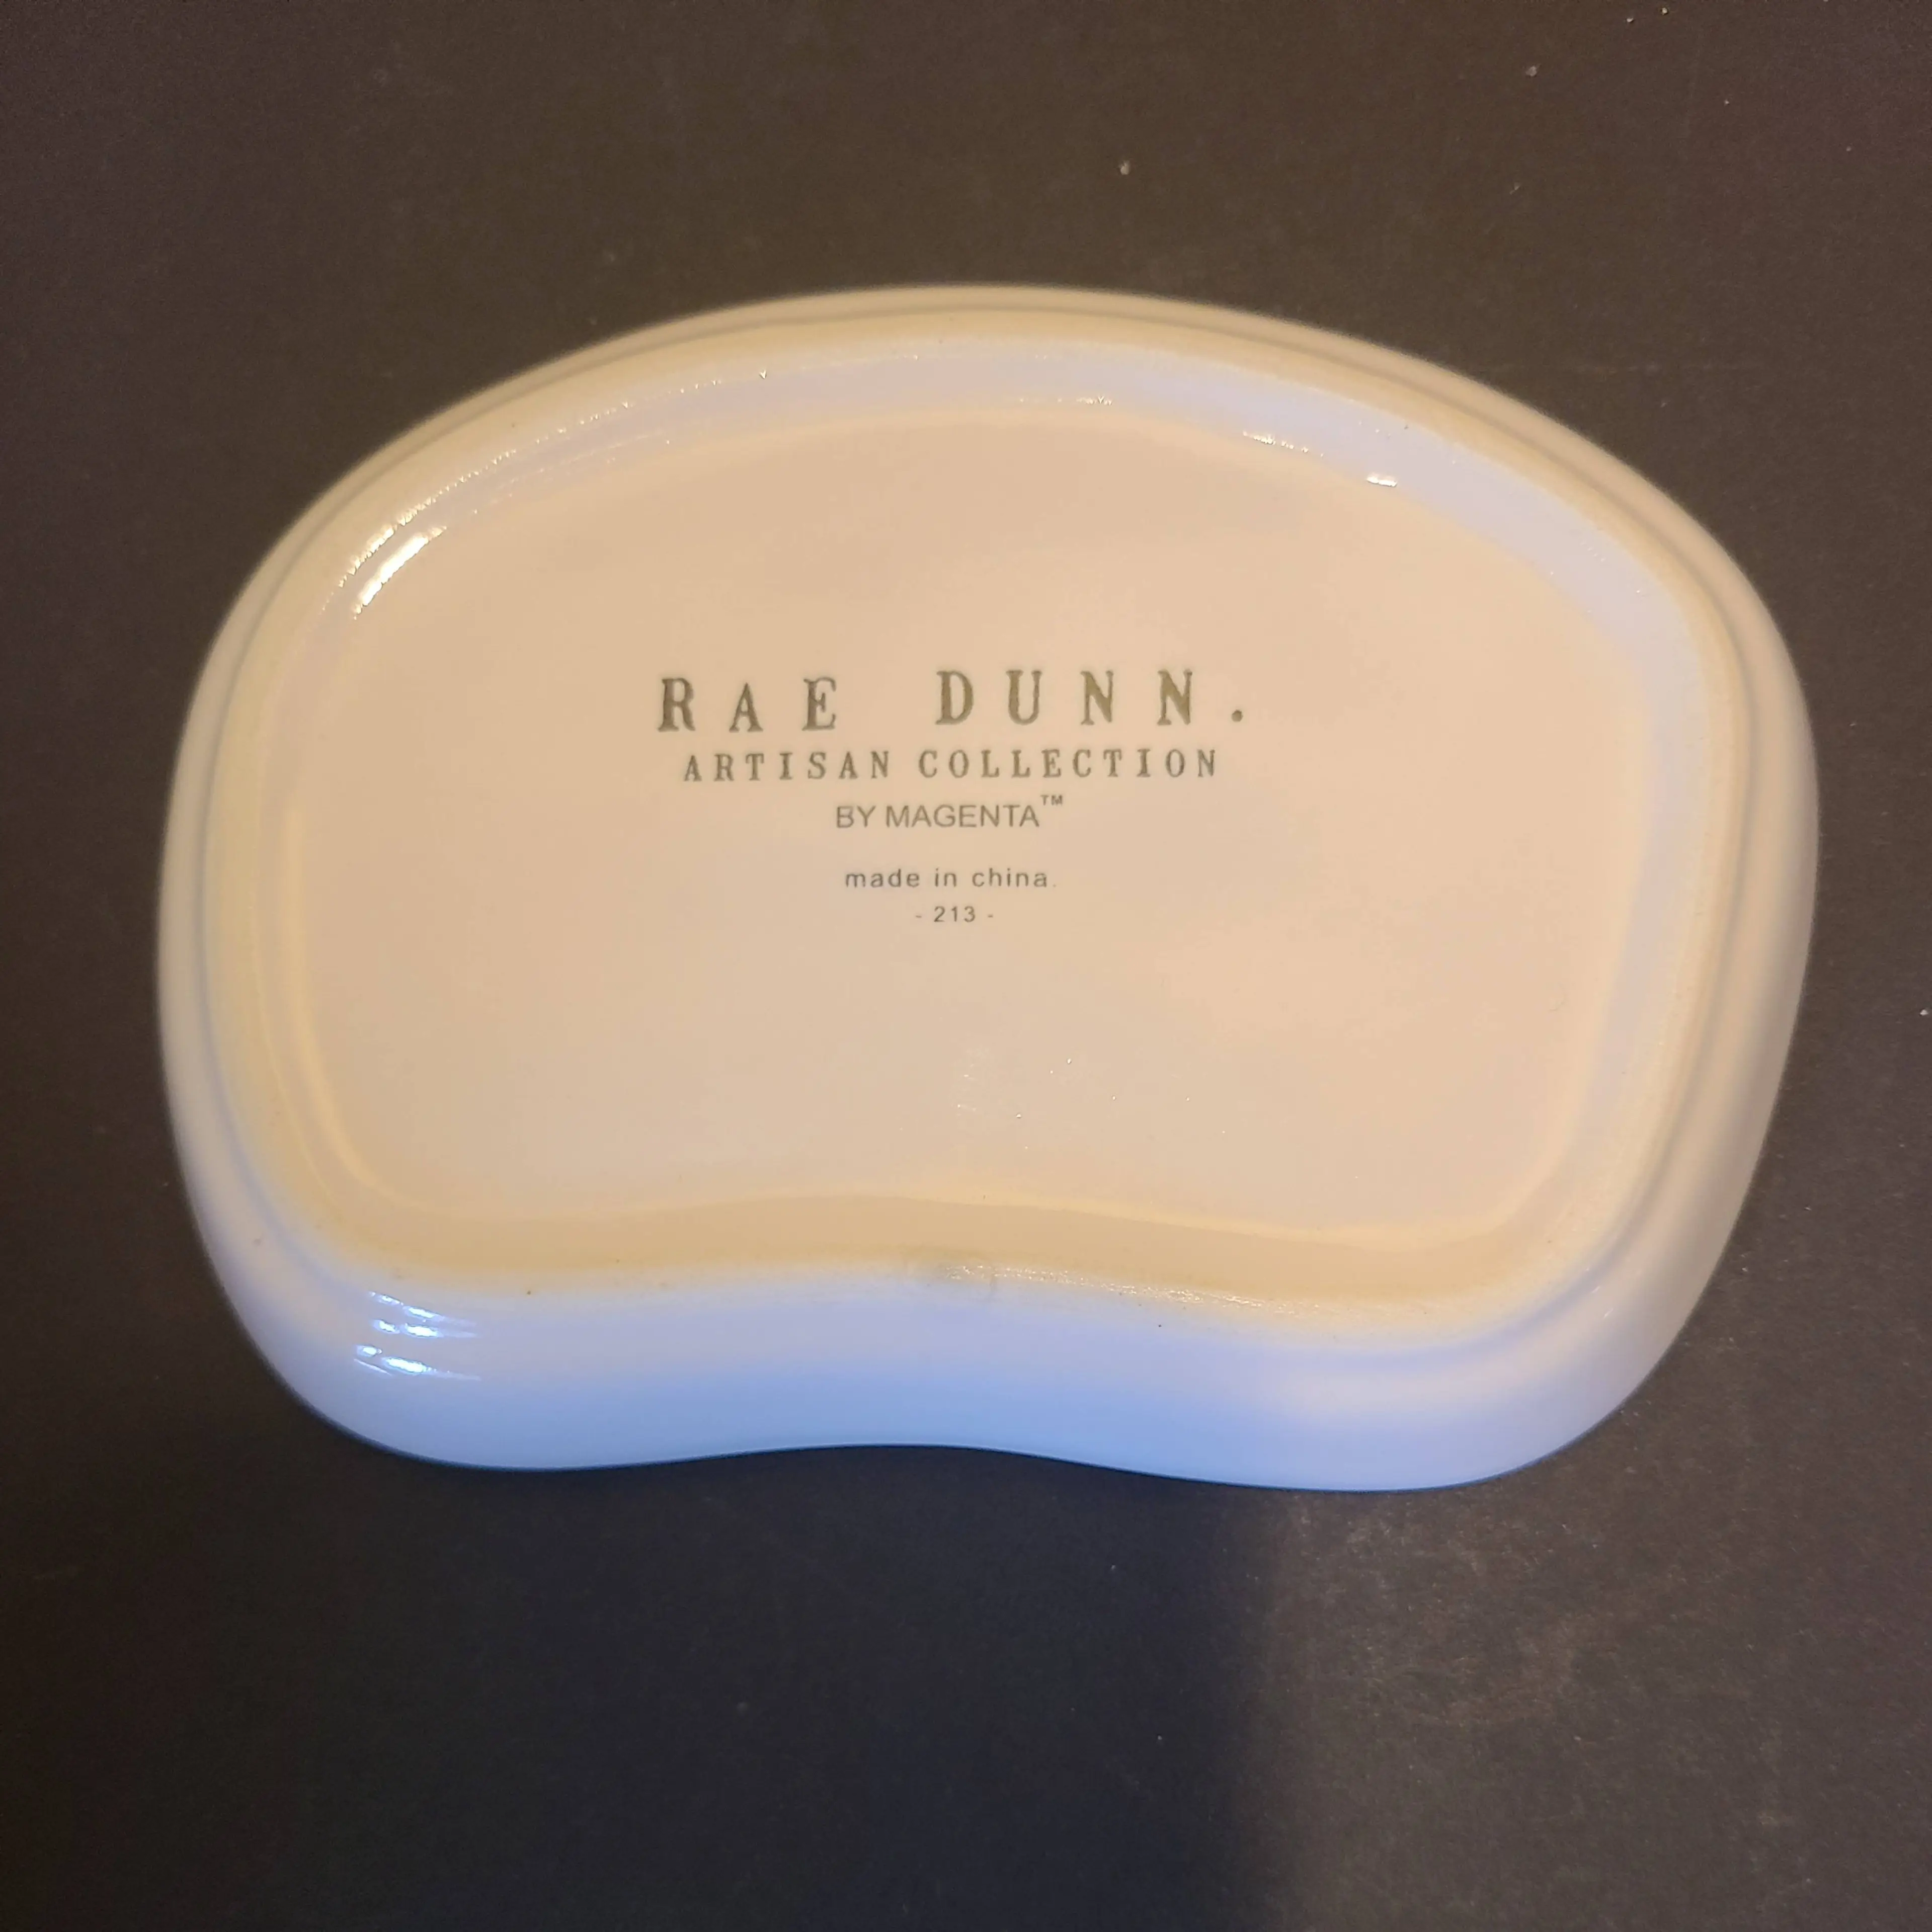 RAE DUNN.
ARTISAN COLLECTION
BY MAGENTA™
made in china.
- 213 -